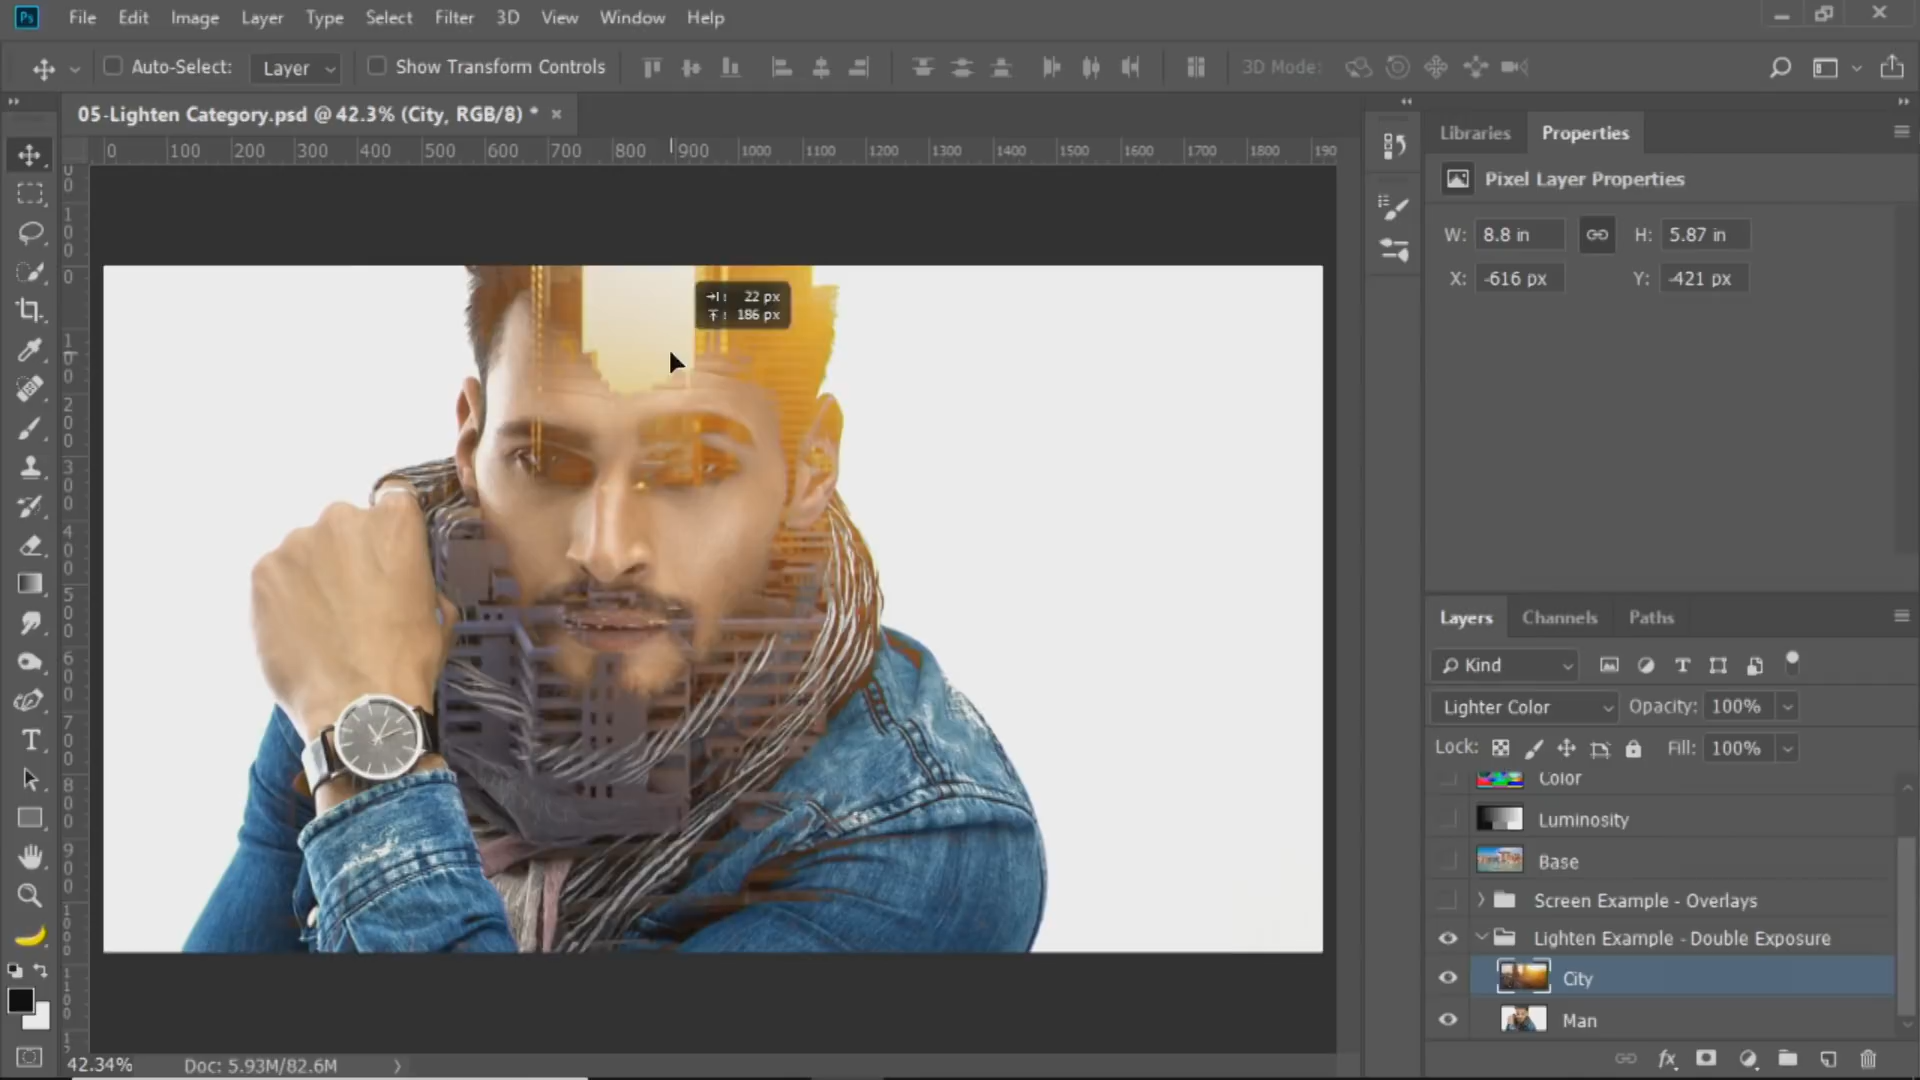 Ps File Edit Image Layer Type Select Filter 3D View Window Help
Auto-Select: Layer Show Transform Controls 3D Mode:
05-Lighten Category.psd @ 42.3% (City, RGB/8) *
0 100 200 300 400 500 600 700 800 900 1000 1100 1200 1300 1400 1500 1600 1700 1800 190
22 px
186 px
42.34% Doc: 5.93M/82.6M
Libraries Properties
Pixel Layer Properties
W: 8.8 in H: 5.87 in
X: -616 px Y: -421 px
Layers Channels Paths
Kind
Lighter Color Opacity: 100%
Lock: Fill: 100%
Color
Luminosity
Base
Screen Example - Overlays
Lighten Example - Double Exposure
City
Man